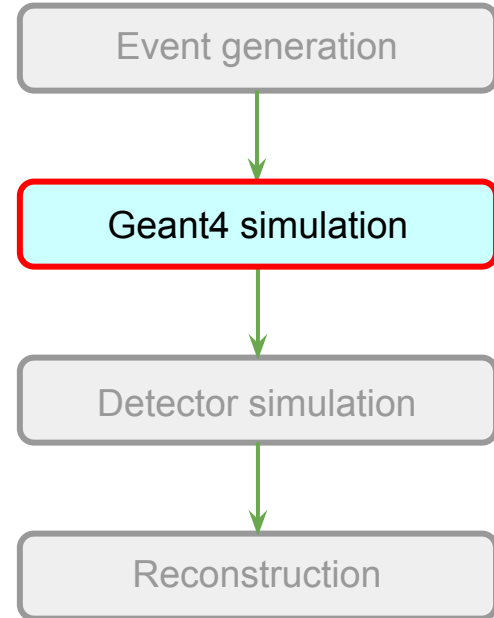 Event generation
Geant4 simulation
Detector simulation
Reconstruction